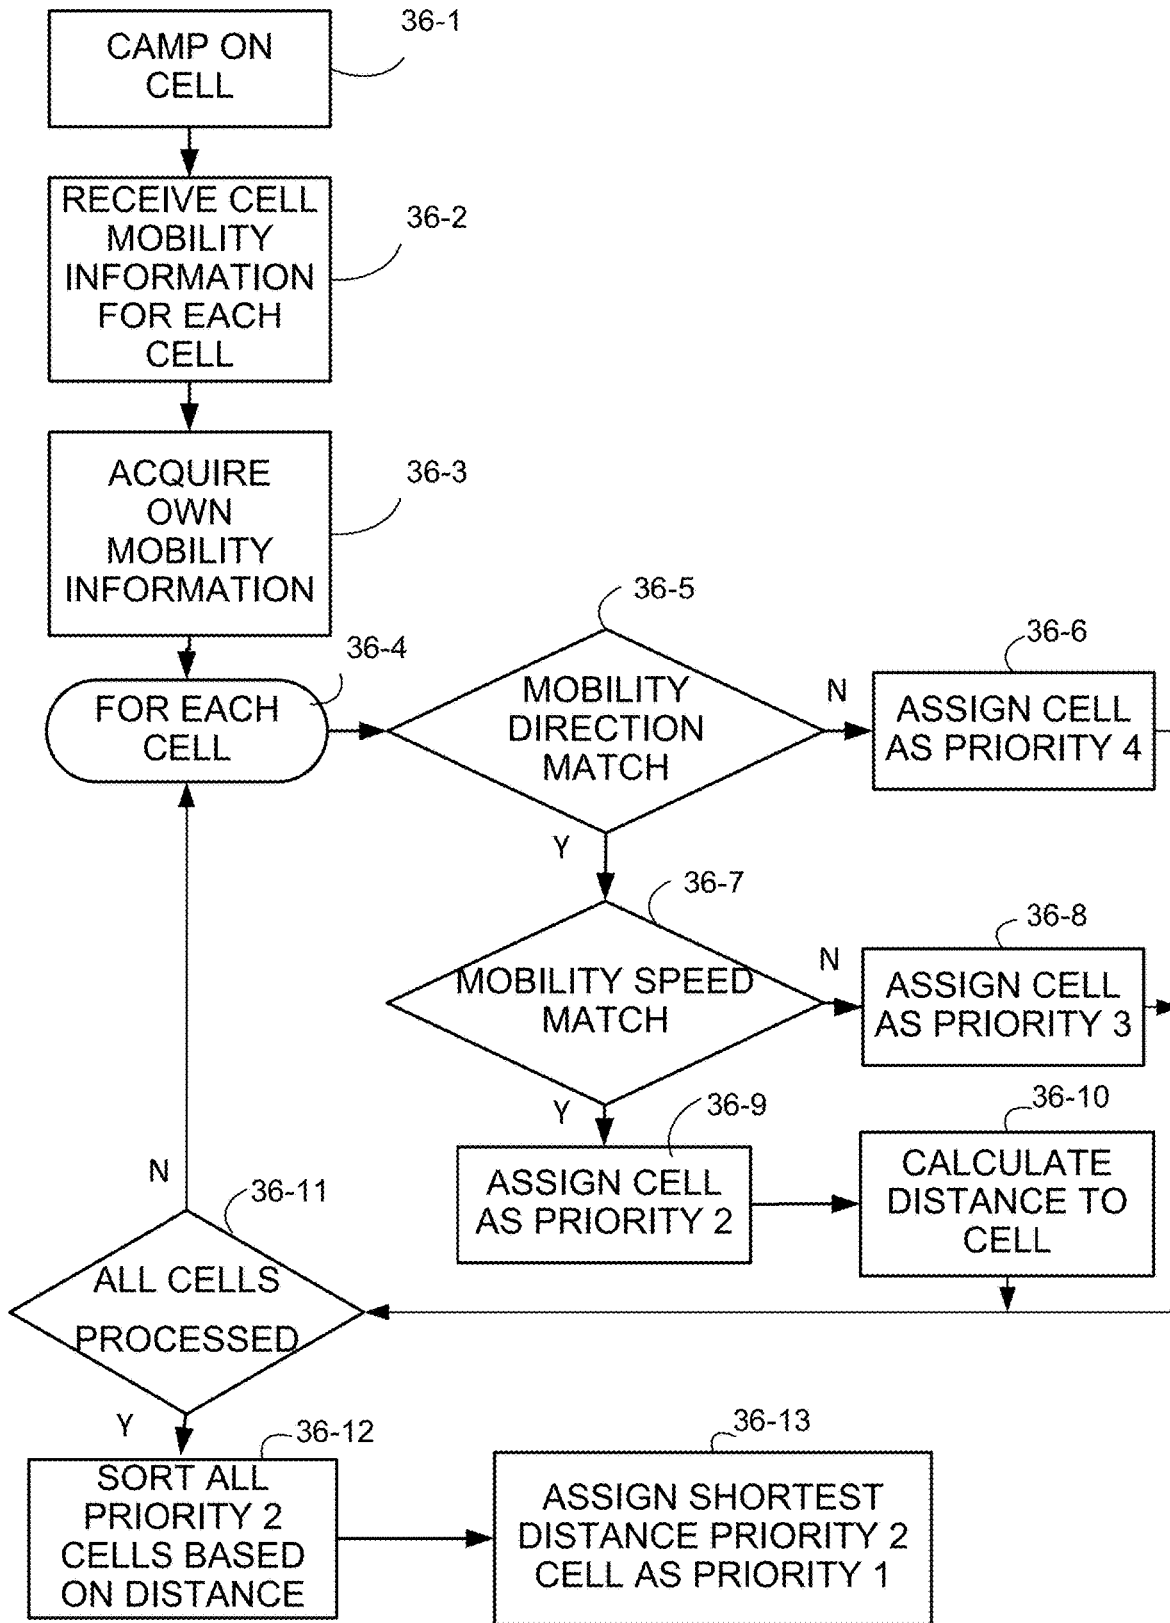 36-1
CAMP ON
CELL
36-2
RECEIVE CELL
MOBILITY
INFORMATION
FOR EACH
CELL
36-3
ACQUIRE
OWN
MOBILITY
INFORMATION
36-4
FOR EACH
CELL
36-5
MOBILITY
DIRECTION
MATCH
N
36-6
ASSIGN CELL
AS PRIORITY 4
Y
36-7
MOBILITY SPEED
MATCH
N
36-8
ASSIGN CELL
AS PRIORITY 3
Y
36-9
ASSIGN CELL
AS PRIORITY 2
36-10
CALCULATE
DISTANCE TO
CELL
N
36-11
ALL CELLS
PROCESSED
Y
36-12
SORT ALL
PRIORITY 2
CELLS BASED
ON DISTANCE
36-13
ASSIGN SHORTEST
DISTANCE PRIORITY 2
CELL AS PRIORITY 1